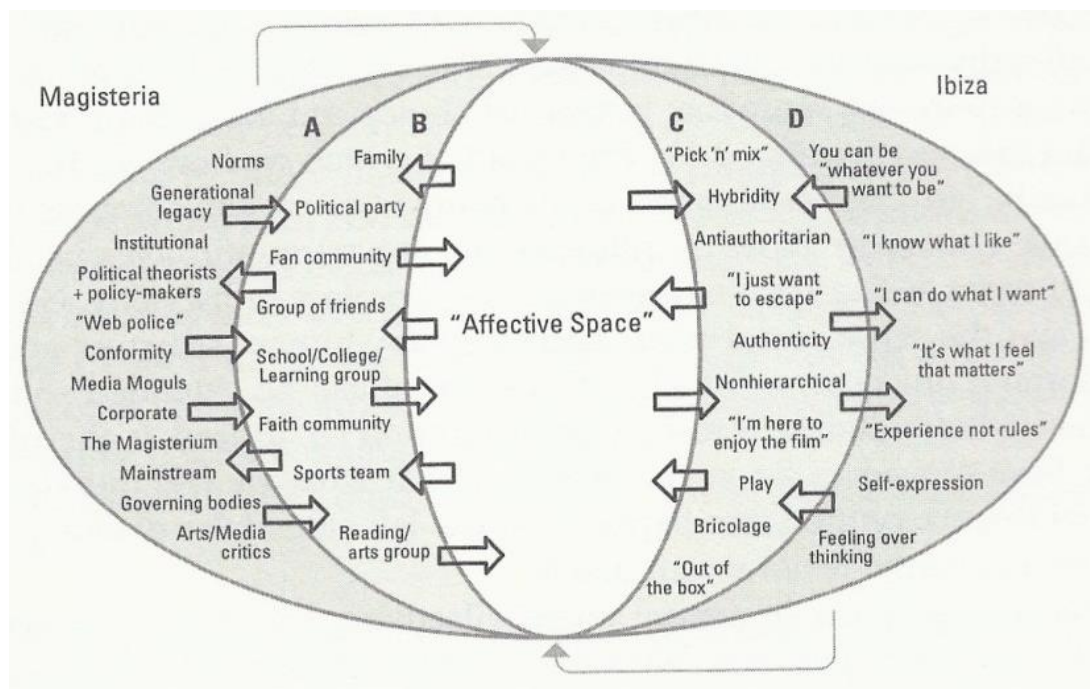 Magisteria
Ibiza
A
B
C
D
Norms
Generational
legacy
Institutional
Political theorists
+ policy-makers
"Web police"
Conformity
Media Moguls
Corporate
The Magisterium
Mainstream
Governing bodies
Arts/Media
critics
Family
Political party
Fan community
Group of friends
School/College/
Learning group
Faith community
Sports team
Reading/
arts group
"Affective Space"
"Pick 'n' mix"
Hybridity
Antiauthoritarian
"I just want
to escape"
Authenticity
Nonhierarchical
"I'm here to
enjoy the film"
Play
Bricolage
"Out of
the box"
You can be
"whatever you
want to be"
"I know what I like"
"I can do what I want"
"It's what I feel
that matters"
"Experience not rules"
Self-expression
Feeling over
thinking